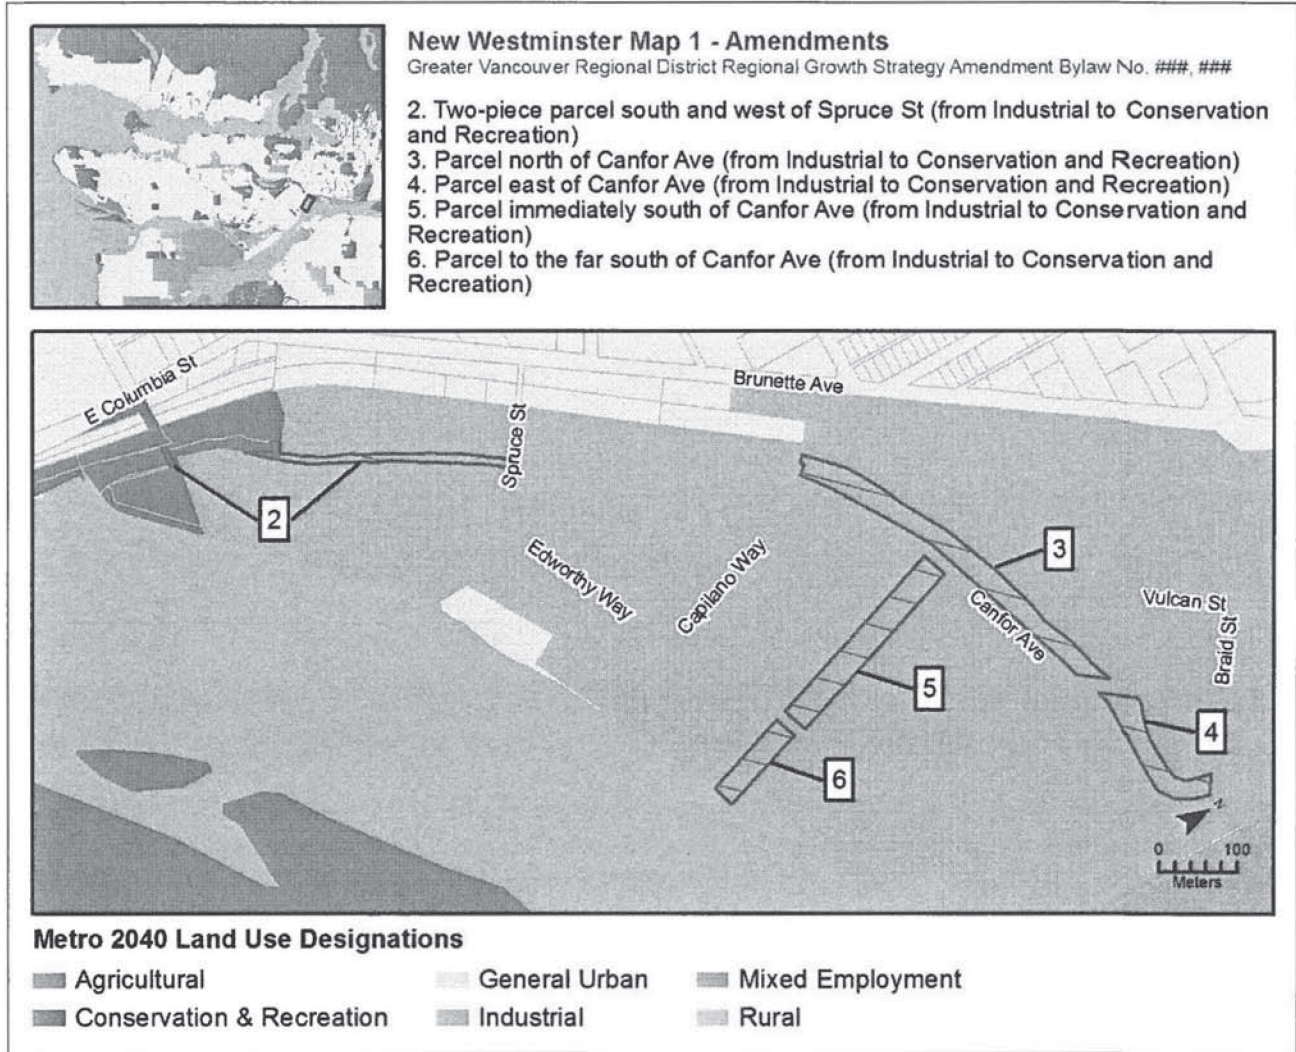 New Westminster Map 1 - Amendments
Greater Vancouver Regional District Regional Growth Strategy Amendment Bylaw No. ###, ###
2. Two-piece parcel south and west of Spruce St (from Industrial to Conservation
and Recreation)
3. Parcel north of Canfor Ave (from Industrial to Conservation and Recreation)
4. Parcel east of Canfor Ave (from Industrial to Conservation and Recreation)
5. Parcel immediately south of Canfor Ave (from Industrial to Conservation and
Recreation)
6. Parcel to the far south of Canfor Ave (from Industrial to Conservation and
Recreation)
E Columbia St
Brunette Ave
Spruce St
2
Edworthy Way
Capilano Way
3
Canfor Ave
Vulcan St
Braid St
5
4
6
N
0 100
Meters
Metro 2040 Land Use Designations
Agricultural
General Urban
Mixed Employment
Conservation & Recreation
Industrial
Rural